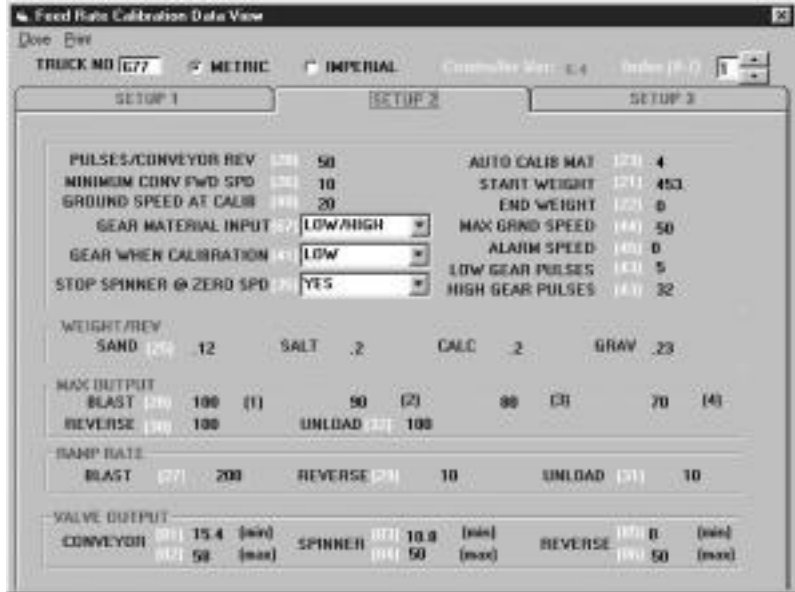 Feed Rate Calibration Data View
Close Print
TRUCK NO 677 METRIC IMPERIAL Controller Ver: 6.4 1
SETUP 1 SETUP 2 SETUP 3
PULSES/CONVEYOR REV 50 AUTO CALIB MAT 4
MINIMUM CONV FWD SPD 10 START WEIGHT 453
GROUND SPEED AT CALIB 20 END WEIGHT 0
GEAR MATERIAL INPUT LOW/HIGH MAX GRND SPEED 50
GEAR WHEN CALIBRATION LOW ALARM SPEED 0
STOP SPINNER @ ZERO SPD YES LOW GEAR PULSES 5
HIGH GEAR PULSES 32
WEIGHT/REV
SAND .12 SALT .2 CALC .2 GRAV .23
MAX OUTPUT
BLAST 100 (1) 90 (2) 80 (3) 70 (4)
REVERSE 100 UNLOAD 100
RAMP RATE
BLAST 200 REVERSE 10 UNLOAD 10
VALVE OUTPUT
CONVEYOR 15.4 (min) SPINNER 10.8 (min) REVERSE 0 (min)
50 (max) 50 (max) 50 (max)